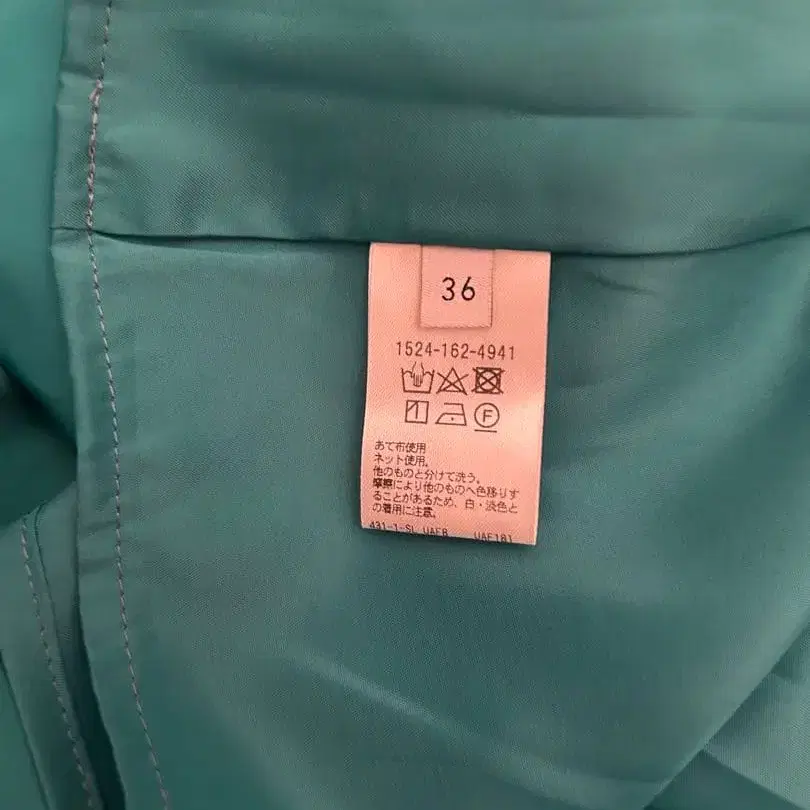 36
1524-162-4941
F
あて布使用
ネット使用。
他のものと分けて洗う。
摩擦により他のものへ色移りす
ることがあるため、白・淡色と
の着用に注意。
431-1-SL UAE8 UAE181